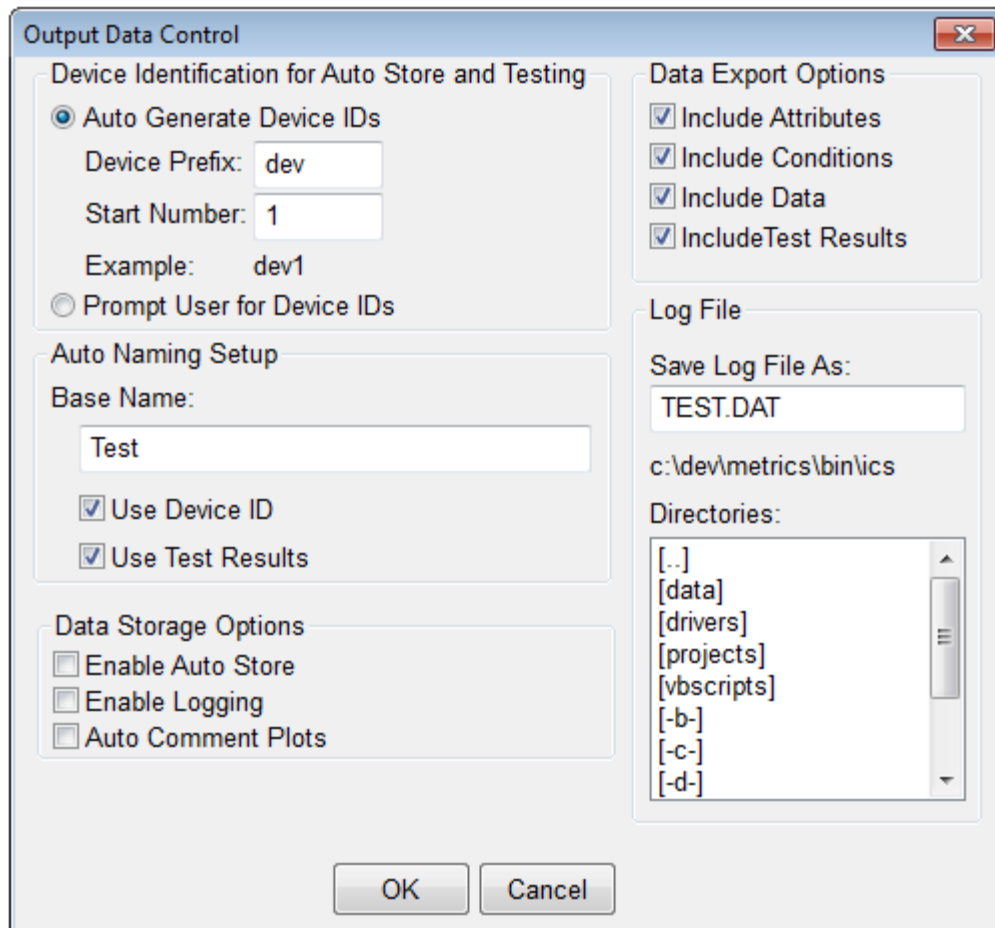 Output Data Control
Device Identification for Auto Store and Testing
Auto Generate Device IDs
Device Prefix: dev
Start Number: 1
Example: dev1
Prompt User for Device IDs
Auto Naming Setup
Base Name:
Test
Use Device ID
Use Test Results
Data Storage Options
Enable Auto Store
Enable Logging
Auto Comment Plots
Data Export Options
Include Attributes
Include Conditions
Include Data
IncludeTest Results
Log File
Save Log File As:
TEST.DAT
c:\dev\metrics\bin\ics
Directories:
[..]
[data]
[drivers]
[projects]
[vbscripts]
[-b-]
[-c-]
[-d-]
OK
Cancel